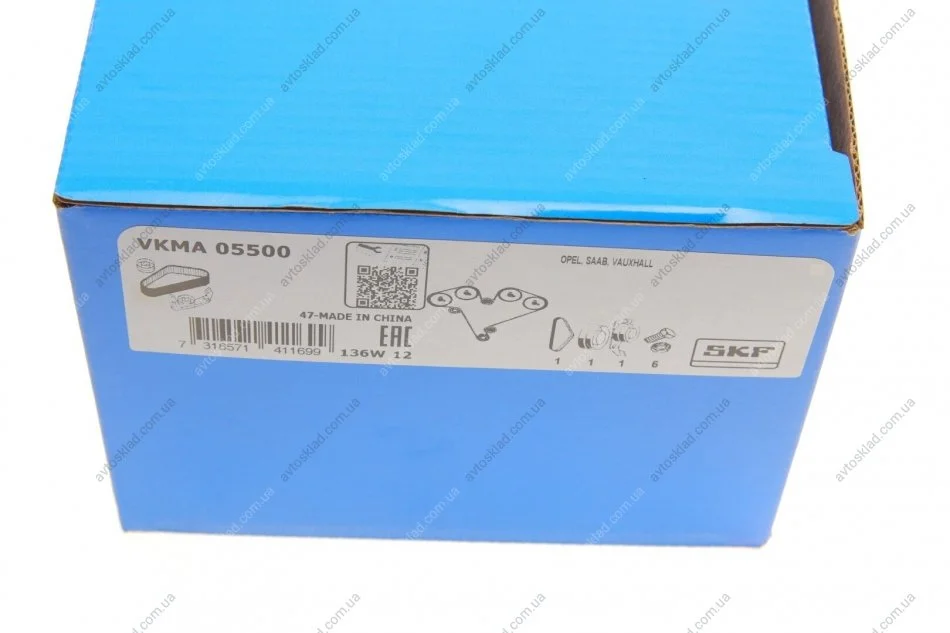 VKMA 05500
OPEL, SAAB, VAUXHALL
47-MADE IN CHINA
EAC
7 316571 411699
136W 12
1 1 1 6
SKF
avtosklad.com.ua